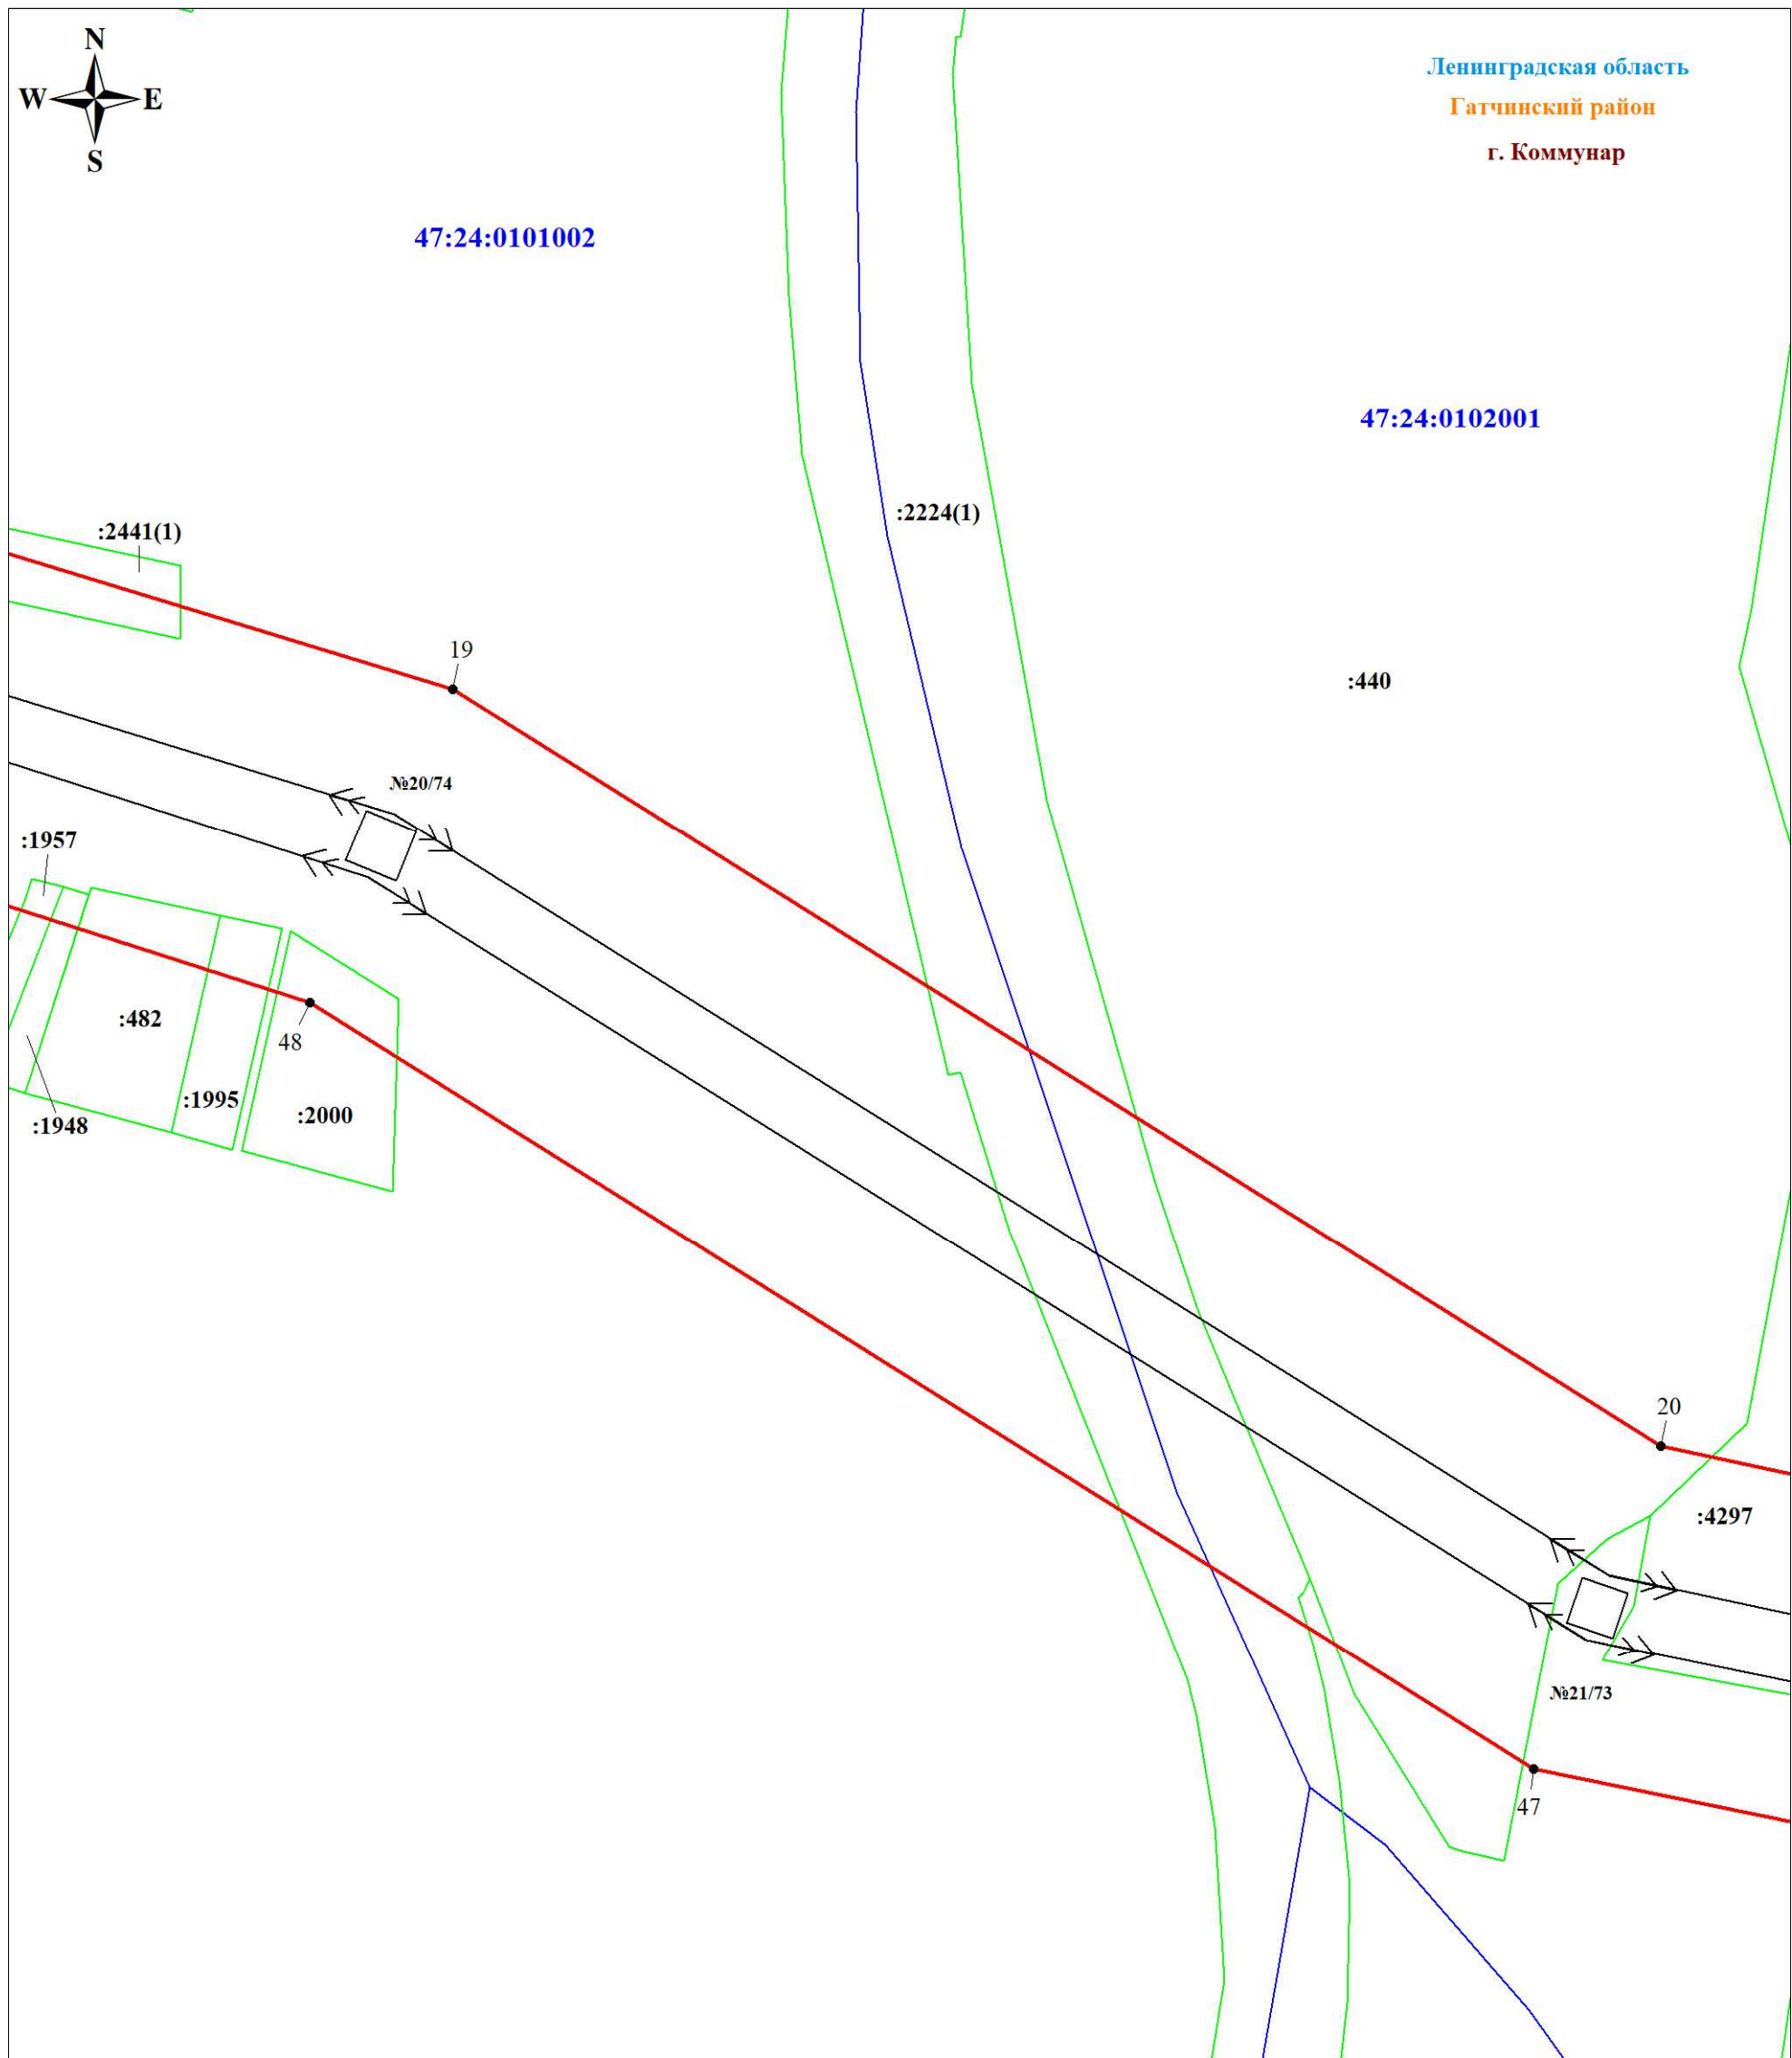 N
W E
S
Ленинградская область
Гатчинский район
г. Коммунар
47:24:0101002
47:24:0102001
:2224(1)
:2441(1)
19
:440
№20/74
:1957
:482
48
:1995
:2000
:1948
20
:4297
№21/73
47